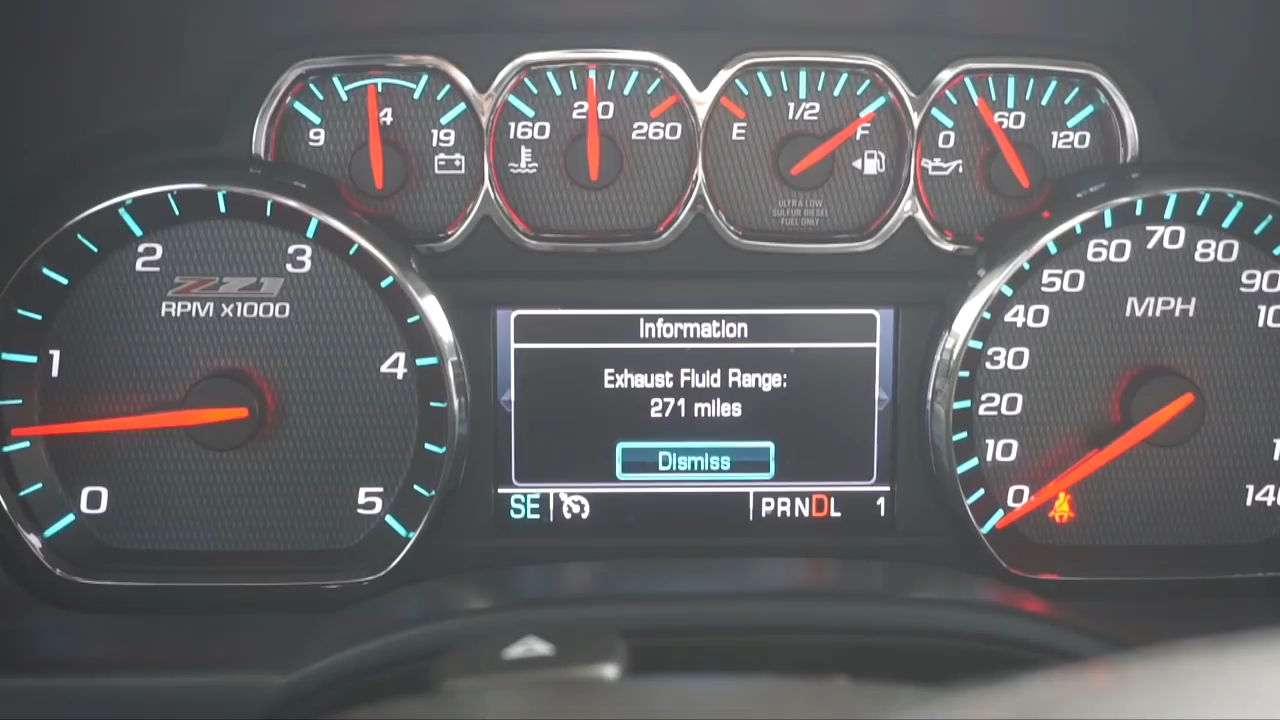 9
4
19
160
210
260
E
1/2
F
ULTRA LOW
SULFUR DIESEL
FUEL ONLY
0
60
120
0
1
2
3
4
5
Z71
RPM x1000
Information
Exhaust Fluid Range:
271 miles
Dismiss
SE
PRNDL 1
0
10
20
30
40
50
60
70
80
90
MPH